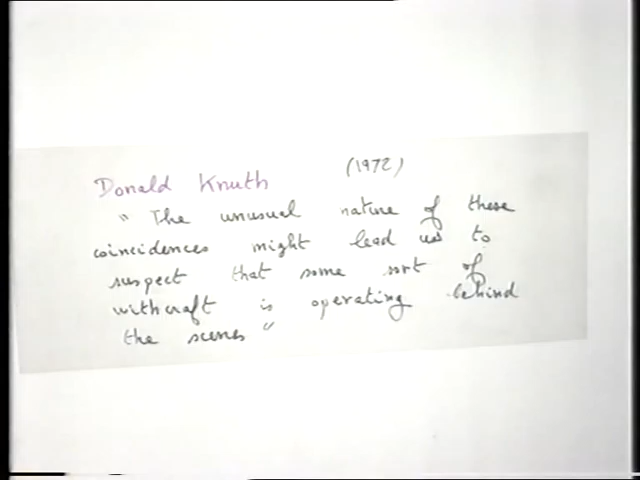 Donald Knuth (1972)
" The unusual nature of these
coincidences might lead us to
suspect that some sort of
withcraft is operating behind
the scenes "